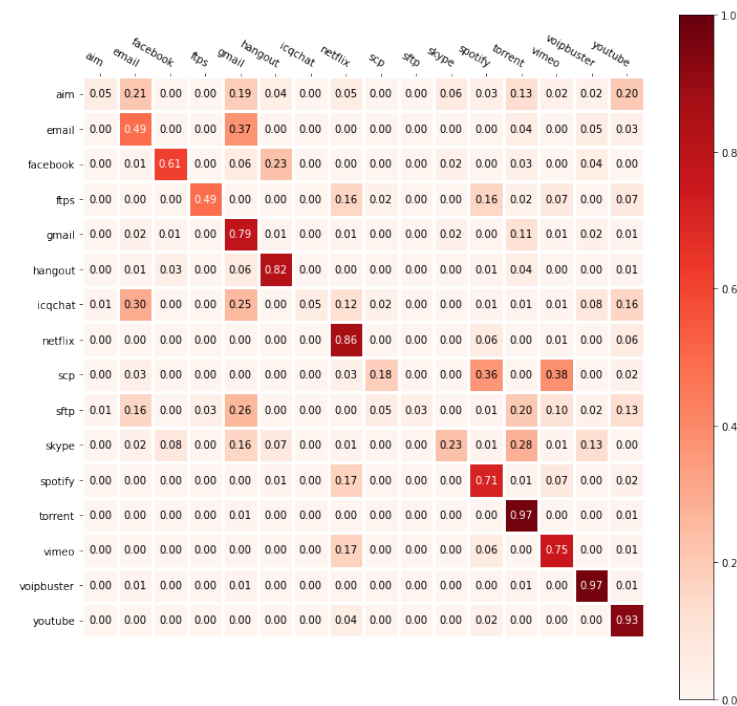 aim email facebook ftps gmail hangout icqchat netflix scp sftp skype spotify torrent vimeo voipbuster youtube
aim 0.05 0.21 0.00 0.00 0.19 0.04 0.00 0.05 0.00 0.00 0.06 0.03 0.13 0.02 0.02 0.20
email 0.00 0.49 0.00 0.00 0.37 0.00 0.00 0.00 0.00 0.00 0.00 0.00 0.04 0.00 0.05 0.03
facebook 0.00 0.01 0.61 0.00 0.06 0.23 0.00 0.00 0.00 0.00 0.02 0.00 0.03 0.00 0.04 0.00
ftps 0.00 0.00 0.00 0.49 0.00 0.00 0.00 0.16 0.02 0.00 0.00 0.16 0.02 0.07 0.00 0.07
gmail 0.00 0.02 0.01 0.00 0.79 0.01 0.00 0.01 0.00 0.00 0.02 0.00 0.11 0.01 0.02 0.01
hangout 0.00 0.01 0.03 0.00 0.06 0.82 0.00 0.00 0.00 0.00 0.00 0.01 0.04 0.00 0.00 0.01
icqchat 0.01 0.30 0.00 0.00 0.25 0.00 0.05 0.12 0.02 0.00 0.00 0.01 0.01 0.01 0.08 0.16
netflix 0.00 0.00 0.00 0.00 0.00 0.00 0.00 0.86 0.00 0.00 0.00 0.06 0.00 0.01 0.00 0.06
scp 0.00 0.03 0.00 0.00 0.00 0.00 0.00 0.03 0.18 0.00 0.00 0.36 0.00 0.38 0.00 0.02
sftp 0.01 0.16 0.00 0.03 0.26 0.00 0.00 0.00 0.05 0.03 0.00 0.01 0.20 0.10 0.02 0.13
skype 0.00 0.02 0.08 0.00 0.16 0.07 0.00 0.01 0.00 0.00 0.23 0.01 0.28 0.01 0.13 0.00
spotify 0.00 0.00 0.00 0.00 0.00 0.01 0.00 0.17 0.00 0.00 0.00 0.71 0.01 0.07 0.00 0.02
torrent 0.00 0.00 0.00 0.00 0.01 0.00 0.00 0.00 0.00 0.00 0.00 0.00 0.97 0.00 0.00 0.01
vimeo 0.00 0.00 0.00 0.00 0.00 0.00 0.00 0.17 0.00 0.00 0.00 0.06 0.00 0.75 0.00 0.01
voipbuster 0.00 0.01 0.00 0.00 0.01 0.00 0.00 0.00 0.00 0.00 0.00 0.00 0.01 0.00 0.97 0.01
youtube 0.00 0.00 0.00 0.00 0.00 0.00 0.00 0.04 0.00 0.00 0.00 0.02 0.00 0.00 0.00 0.93
1.0
0.8
0.6
0.4
0.2
0.0